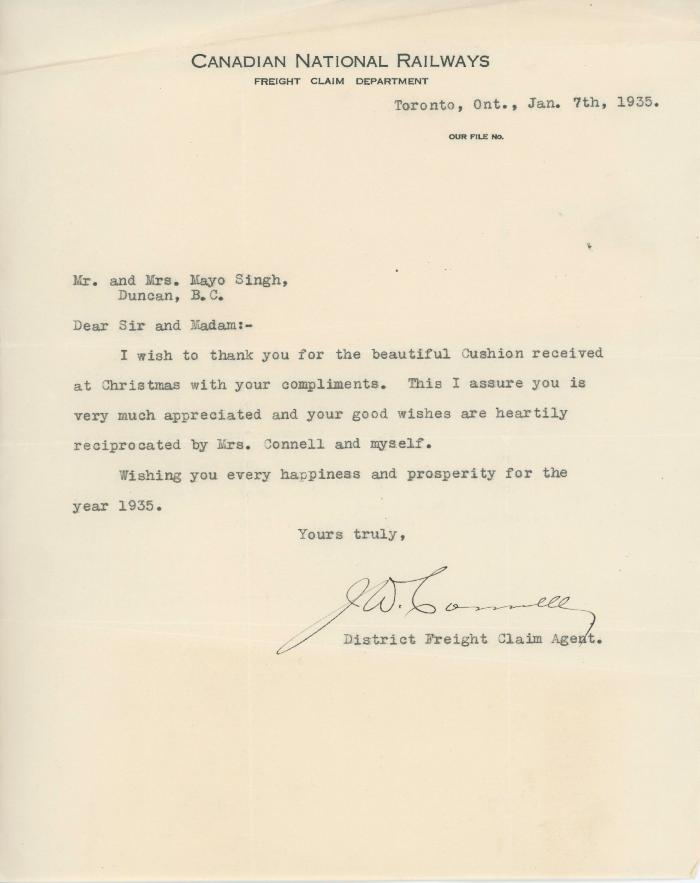 CANADIAN NATIONAL RAILWAYS
FREIGHT CLAIM DEPARTMENT
Toronto, Ont., Jan. 7th, 1935.
OUR FILE No.
Mr. and Mrs. Mayo Singh,
Duncan, B.C.
Dear Sir and Madam:-
I wish to thank you for the beautiful Cushion received
at Christmas with your compliments. This I assure you is
very much appreciated and your good wishes are heartily
reciprocated by Mrs. Connell and myself.
Wishing you every happiness and prosperity for the
year 1935.
Yours truly,
J.W. Connell
District Freight Claim Agent.